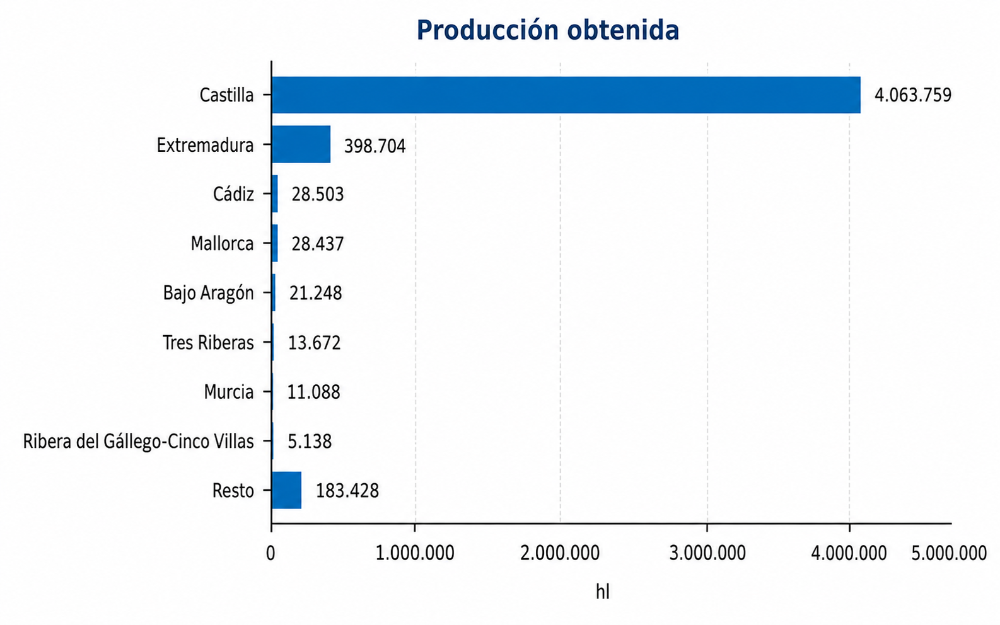 Producción obtenida
Castilla 4.063.759
Extremadura 398.704
Cádiz 28.503
Mallorca 28.437
Bajo Aragón 21.248
Tres Riberas 13.672
Murcia 11.088
Ribera del Gállego-Cinco Villas 5.138
Resto 183.428
0 1.000.000 2.000.000 3.000.000 4.000.000 5.000.000
hl